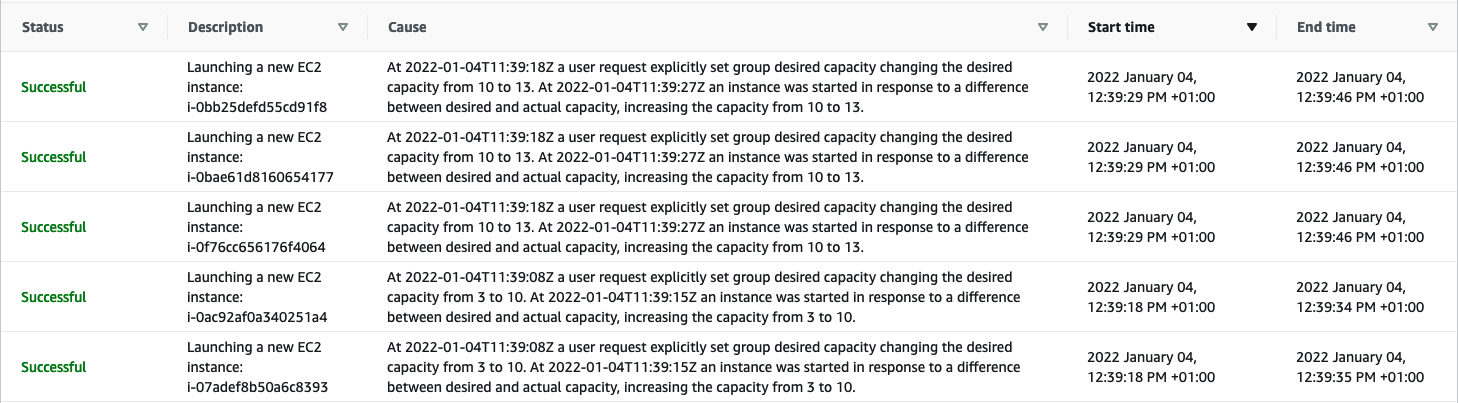 Status Description Cause Start time End time
Successful
Launching a new EC2
instance:
i-0bb25defd55cd91f8
At 2022-01-04T11:39:18Z a user request explicitly set group desired capacity changing the desired
capacity from 10 to 13. At 2022-01-04T11:39:27Z an instance was started in response to a difference
between desired and actual capacity, increasing the capacity from 10 to 13.
2022 January 04,
12:39:29 PM +01:00
2022 January 04,
12:39:46 PM +01:00
Successful
Launching a new EC2
instance:
i-0bae61d8160654177
At 2022-01-04T11:39:18Z a user request explicitly set group desired capacity changing the desired
capacity from 10 to 13. At 2022-01-04T11:39:27Z an instance was started in response to a difference
between desired and actual capacity, increasing the capacity from 10 to 13.
2022 January 04,
12:39:29 PM +01:00
2022 January 04,
12:39:46 PM +01:00
Successful
Launching a new EC2
instance:
i-0f76cc656176f4064
At 2022-01-04T11:39:18Z a user request explicitly set group desired capacity changing the desired
capacity from 10 to 13. At 2022-01-04T11:39:27Z an instance was started in response to a difference
between desired and actual capacity, increasing the capacity from 10 to 13.
2022 January 04,
12:39:29 PM +01:00
2022 January 04,
12:39:46 PM +01:00
Successful
Launching a new EC2
instance:
i-0ac92af0a340251a4
At 2022-01-04T11:39:08Z a user request explicitly set group desired capacity changing the desired
capacity from 3 to 10. At 2022-01-04T11:39:15Z an instance was started in response to a difference
between desired and actual capacity, increasing the capacity from 3 to 10.
2022 January 04,
12:39:18 PM +01:00
2022 January 04,
12:39:34 PM +01:00
Successful
Launching a new EC2
instance:
i-07adef8b50a6c8393
At 2022-01-04T11:39:08Z a user request explicitly set group desired capacity changing the desired
capacity from 3 to 10. At 2022-01-04T11:39:15Z an instance was started in response to a difference
between desired and actual capacity, increasing the capacity from 3 to 10.
2022 January 04,
12:39:18 PM +01:00
2022 January 04,
12:39:35 PM +01:00